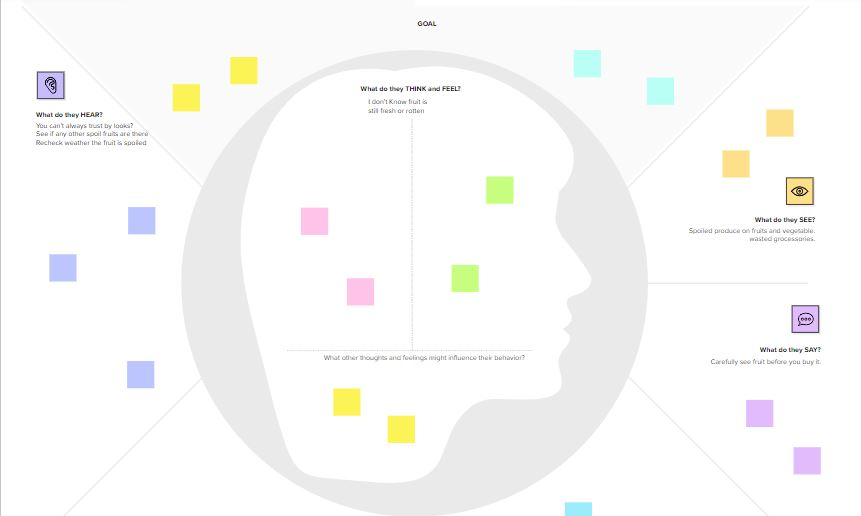 GOAL
What do they THINK and FEEL?
I don't Know fruit is
still fresh or rotten
What do they HEAR?
You can't always trust by looks?
See if any other spoil fruits are there
Recheck weather the fruit is spoiled
What do they SEE?
Spoiled produce on fruits and vegetable.
wasted grocessories.
What do they SAY?
Carefully see fruit before you buy it.
What other thoughts and feelings might influence their behavior?